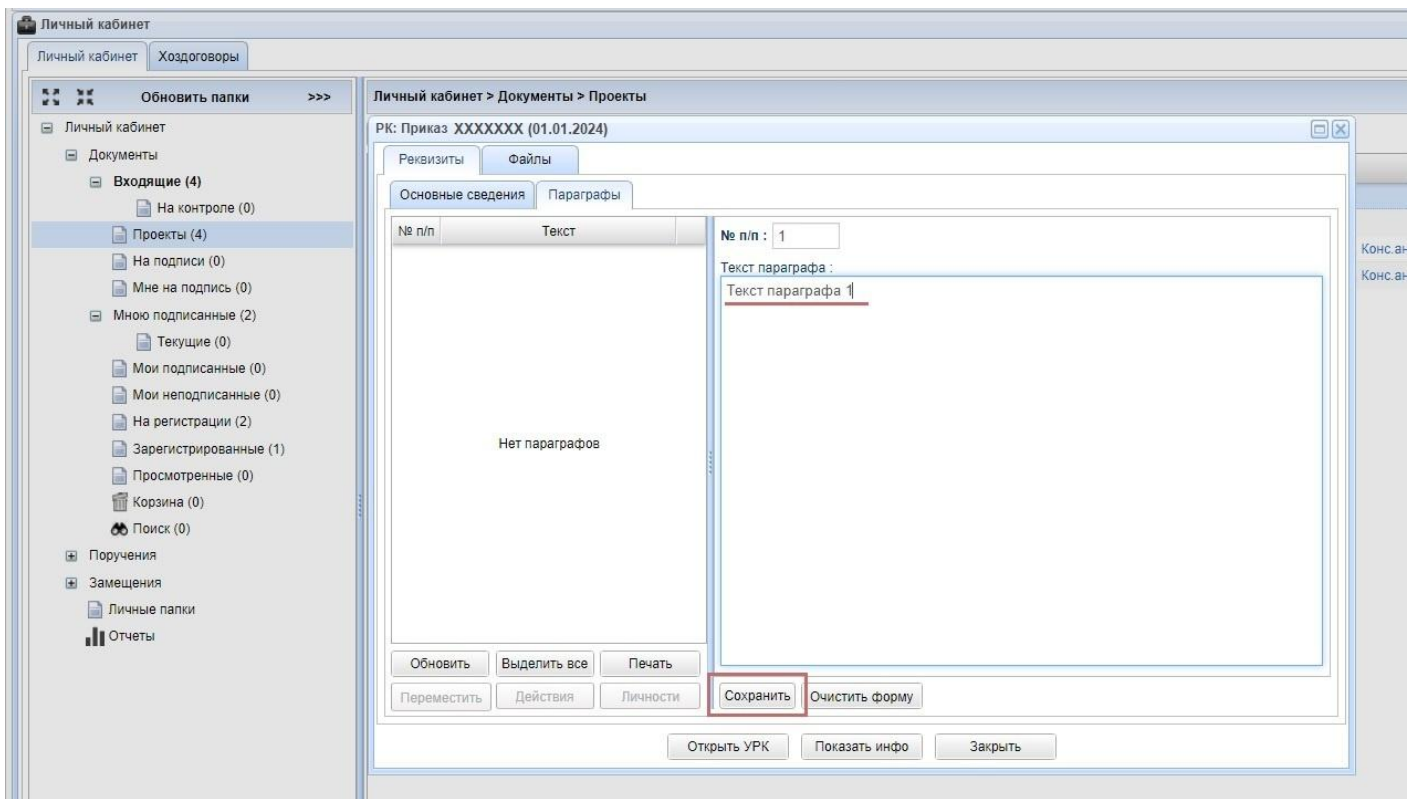 Личный кабинет
Личный кабинет Хоздоговоры
Обновить папки >>>
Личный кабинет
Документы
Входящие (4)
На контроле (0)
Проекты (4)
На подписи (0)
Мне на подпись (0)
Мною подписанные (2)
Текущие (0)
Мои подписанные (0)
Мои неподписанные (0)
На регистрации (2)
Зарегистрированные (1)
Просмотренные (0)
Корзина (0)
Поиск (0)
Поручения
Замещения
Личные папки
Отчеты
Личный кабинет > Документы > Проекты
РК: Приказ XXXXXXX (01.01.2024)
Реквизиты Файлы
Основные сведения Параграфы
№ п/п Текст
Нет параграфов
Обновить Выделить все Печать
Переместить Действия Личности
№ п/п : 1
Текст параграфа :
Текст параграфа 1
Сохранить Очистить форму
Открыть УРК Показать инфо Закрыть
Конс.ан
Конс.ан